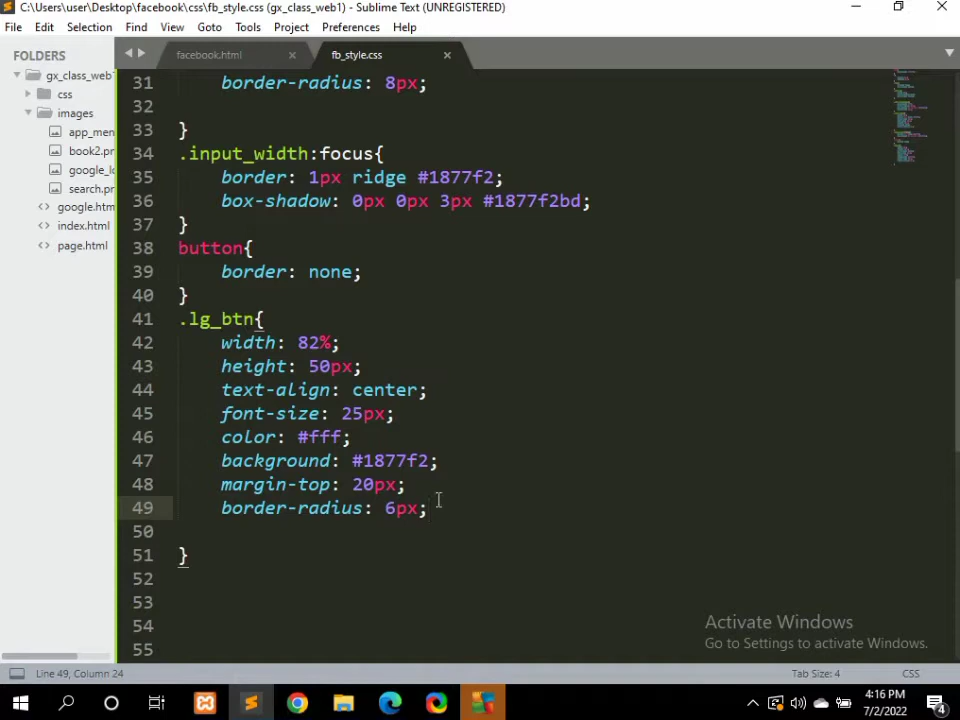 C:\Users\user\Desktop\facebook\css\fb_style.css (gx_class_web1) - Sublime Text (UNREGISTERED)
File Edit Selection Find View Goto Tools Project Preferences Help
FOLDERS
gx_class_web1
css
images
app_men
book2.pr
google_lo
search.pr
google.htm
index.html
page.html
facebook.html
fb_style.css
31 border-radius: 8px;
32
33 }
34 .input_width:focus{
35 border: 1px ridge #1877f2;
36 box-shadow: 0px 0px 3px #1877f2bd;
37 }
38 button{
39 border: none;
40 }
41 .lg_btn{
42 width: 82%;
43 height: 50px;
44 text-align: center;
45 font-size: 25px;
46 color: #fff;
47 background: #1877f2;
48 margin-top: 20px;
49 border-radius: 6px;
50
51 }
52
53
54
55
Activate Windows
Go to Settings to activate Windows.
Line 49, Column 24
Tab Size: 4
CSS
4:16 PM
7/2/2022
4